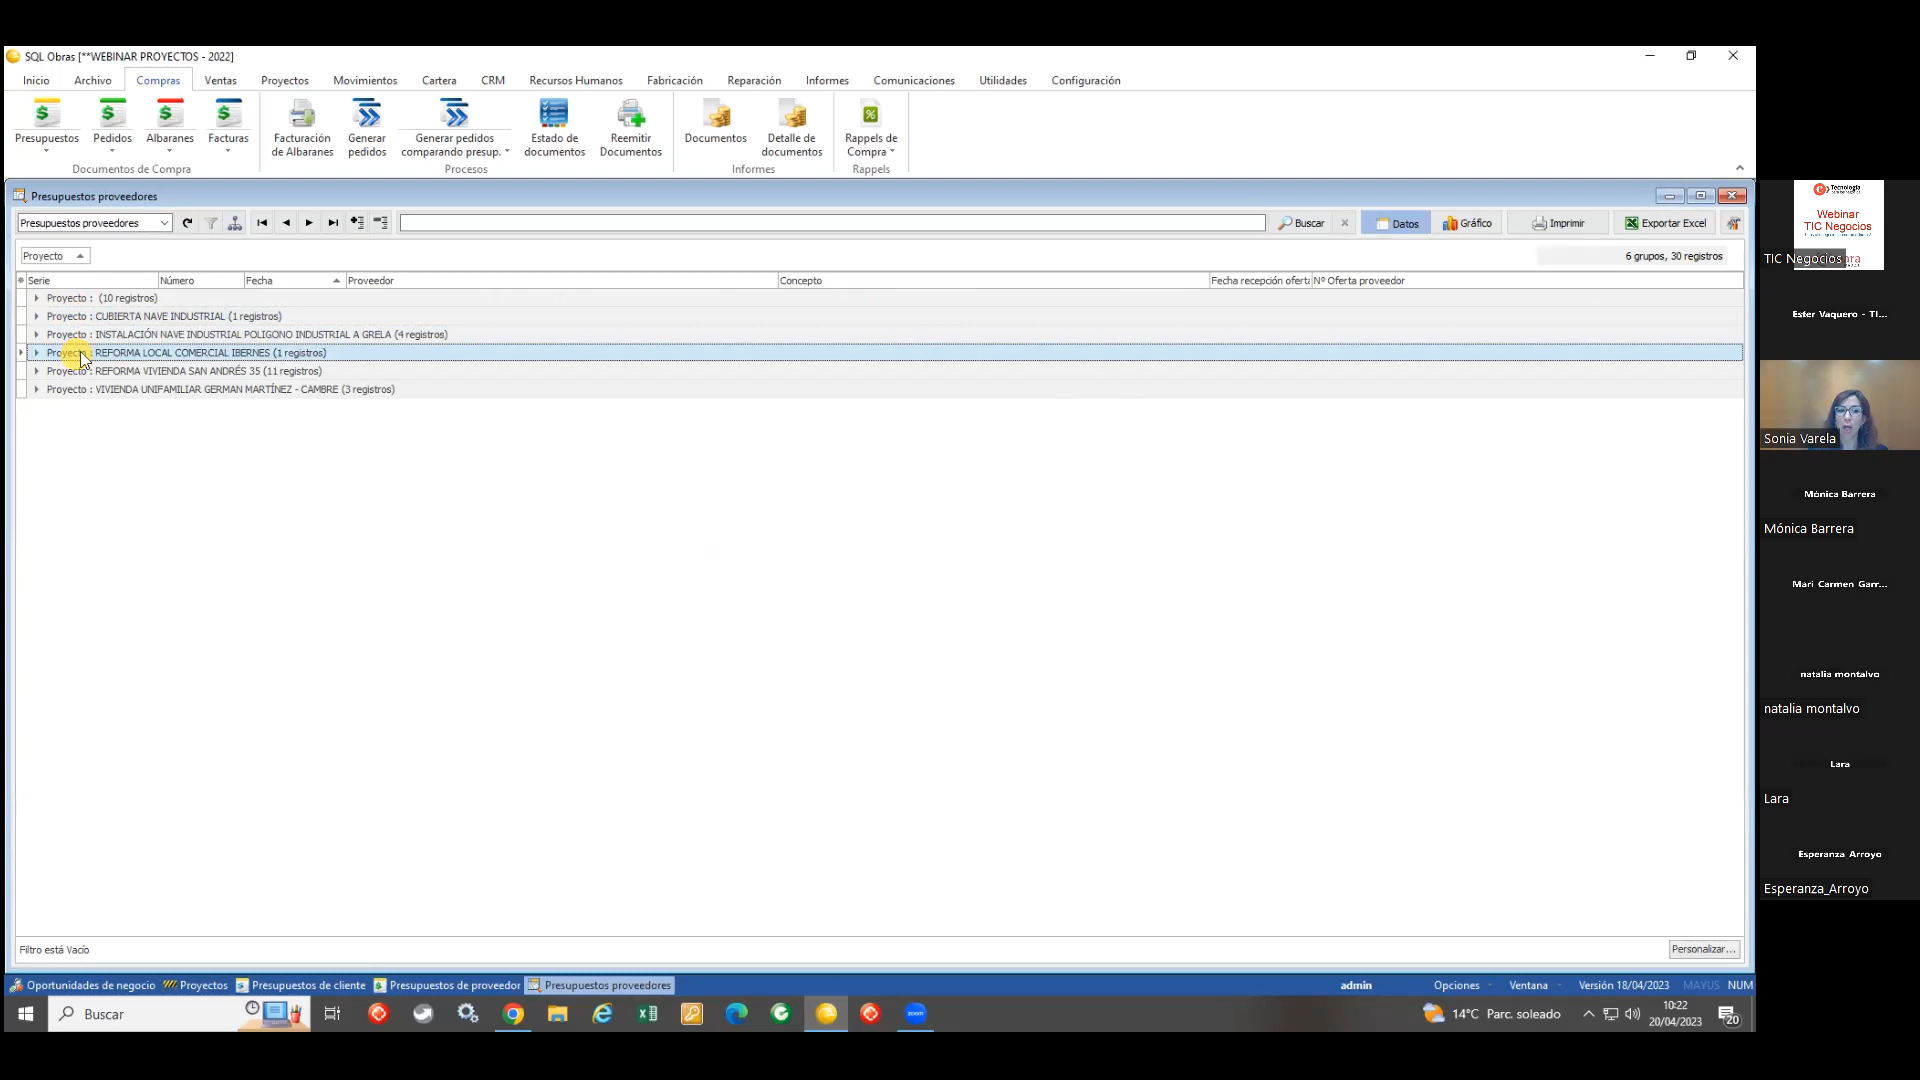 SQL Obras [**WEBINAR PROYECTOS - 2022]
Inicio Archivo Compras Ventas Proyectos Movimientos Cartera CRM Recursos Humanos Fabricación Reparación Informes Comunicaciones Utilidades Configuración
Presupuestos Pedidos Albaranes Facturas Facturación de Albaranes Generar pedidos Generar pedidos comparando presup. Estado de documentos Reemitir Documentos Documentos Detalle de documentos Rappels de Compra
Documentos de Compra Procesos Informes Rappels
Presupuestos proveedores
Presupuestos proveedores Buscar Datos Gráfico Imprimir Exportar Excel
Proyecto 6 grupos, 30 registros
Serie Número Fecha Proveedor Concepto Fecha recepción oferta Nº Oferta proveedor
Proyecto : (10 registros)
Proyecto : CUBIERTA NAVE INDUSTRIAL (1 registros)
Proyecto : INSTALACIÓN NAVE INDUSTRIAL POLIGONO INDUSTRIAL A GRELA (4 registros)
Proyecto : REFORMA LOCAL COMERCIAL IBERNES (1 registros)
Proyecto : REFORMA VIVIENDA SAN ANDRÉS 35 (11 registros)
Proyecto : VIVIENDA UNIFAMILIAR GERMAN MARTÍNEZ - CAMBRE (3 registros)
Filtro está Vacío Personalizar...
Oportunidades de negocio Proyectos Presupuestos de cliente Presupuestos de proveedor Presupuestos proveedores admin Opciones Ventana Versión 18/04/2023 MAYUS NUM
Buscar zoom 14°C Parc. soleado 10:22
20/04/2023 20
Tecnología
Webinar
TIC Negocios
TIC Negocios
Ester Vaquero - TI...
Sonia Varela
Mónica Barrera
Mónica Barrera
Mari Carmen Garr...
natalia montalvo
natalia montalvo
Lara
Lara
Esperanza Arroyo
Esperanza_Arroyo